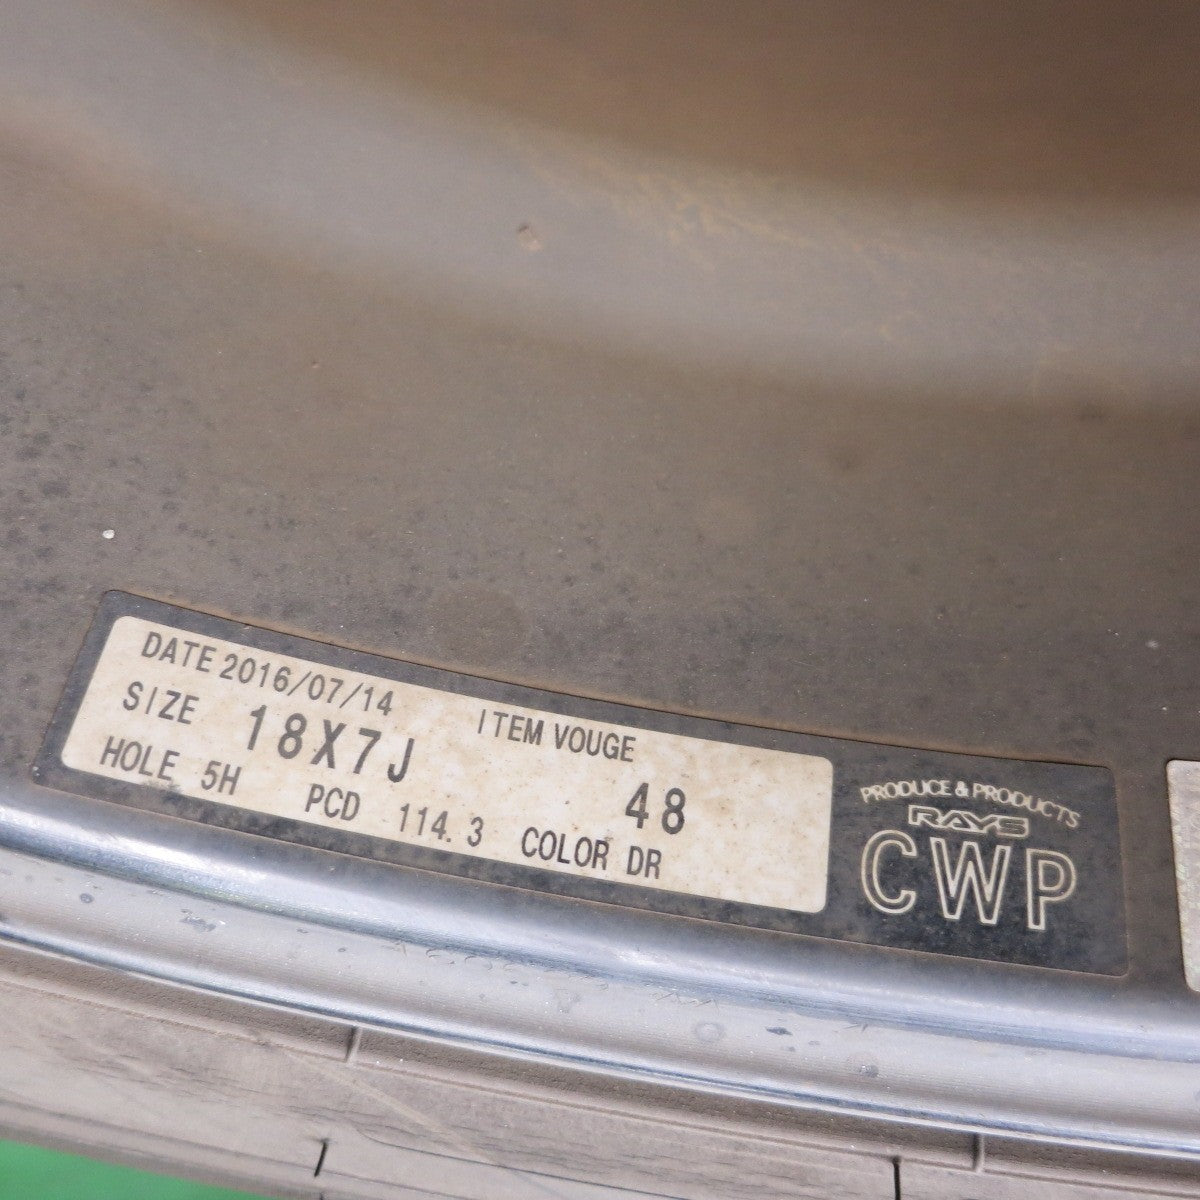 DATE 2016/07/14 ITEM VOUGE
SIZE 18X7J 48
HOLE 5H PCD 114.3 COLOR DR
PRODUCE & PRODUCTS
RAYS
CWP